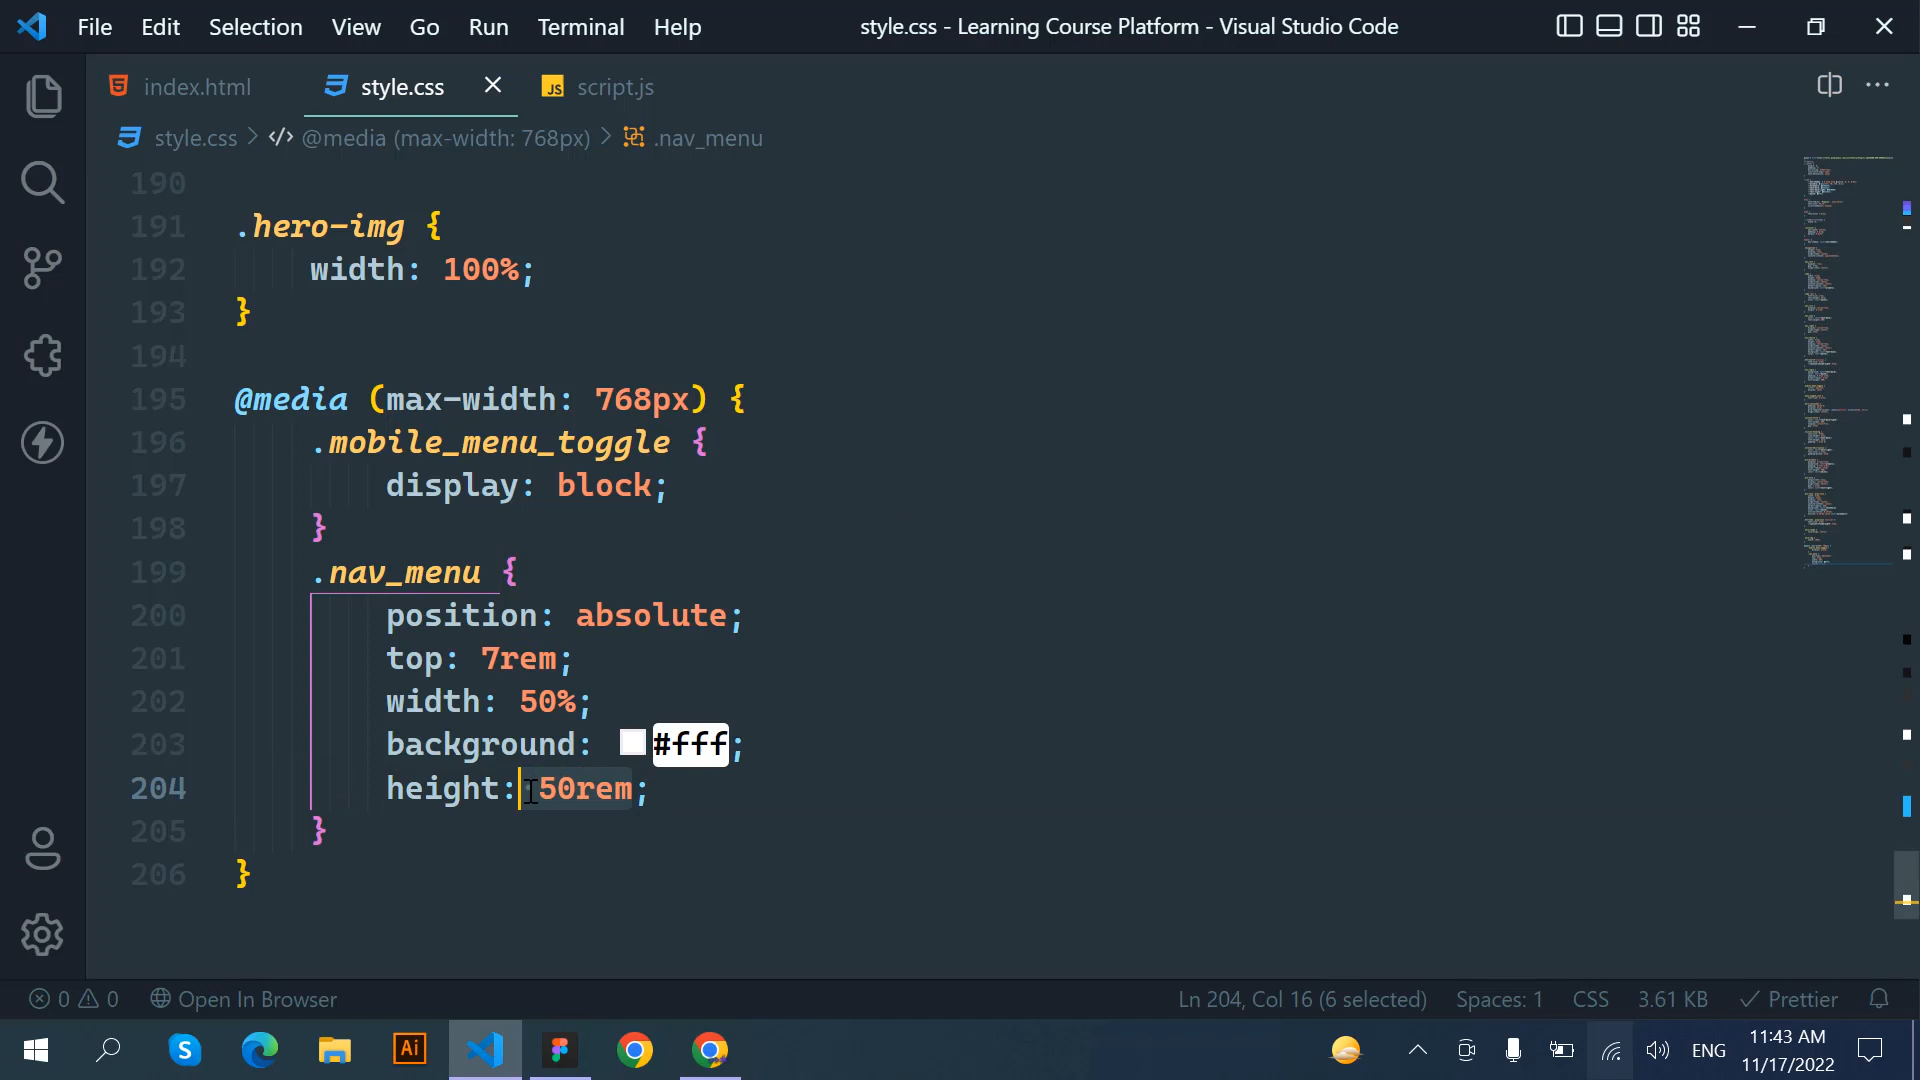 File Edit Selection View Go Run Terminal Help
style.css - Learning Course Platform - Visual Studio Code
index.html style.css JS script.js
style.css > </> @media (max-width: 768px) > .nav_menu
190
191 .hero-img {
192 width: 100%;
193 }
194
195 @media (max-width: 768px) {
196 .mobile_menu_toggle {
197 display: block;
198 }
199 .nav_menu {
200 position: absolute;
201 top: 7rem;
202 width: 50%;
203 background: #fff;
204 height: 50rem;
205 }
206 }
0 0 Open In Browser
Ln 204, Col 16 (6 selected) Spaces: 1 CSS 3.61 KB Prettier
S Ai
ENG
11:43 AM
11/17/2022